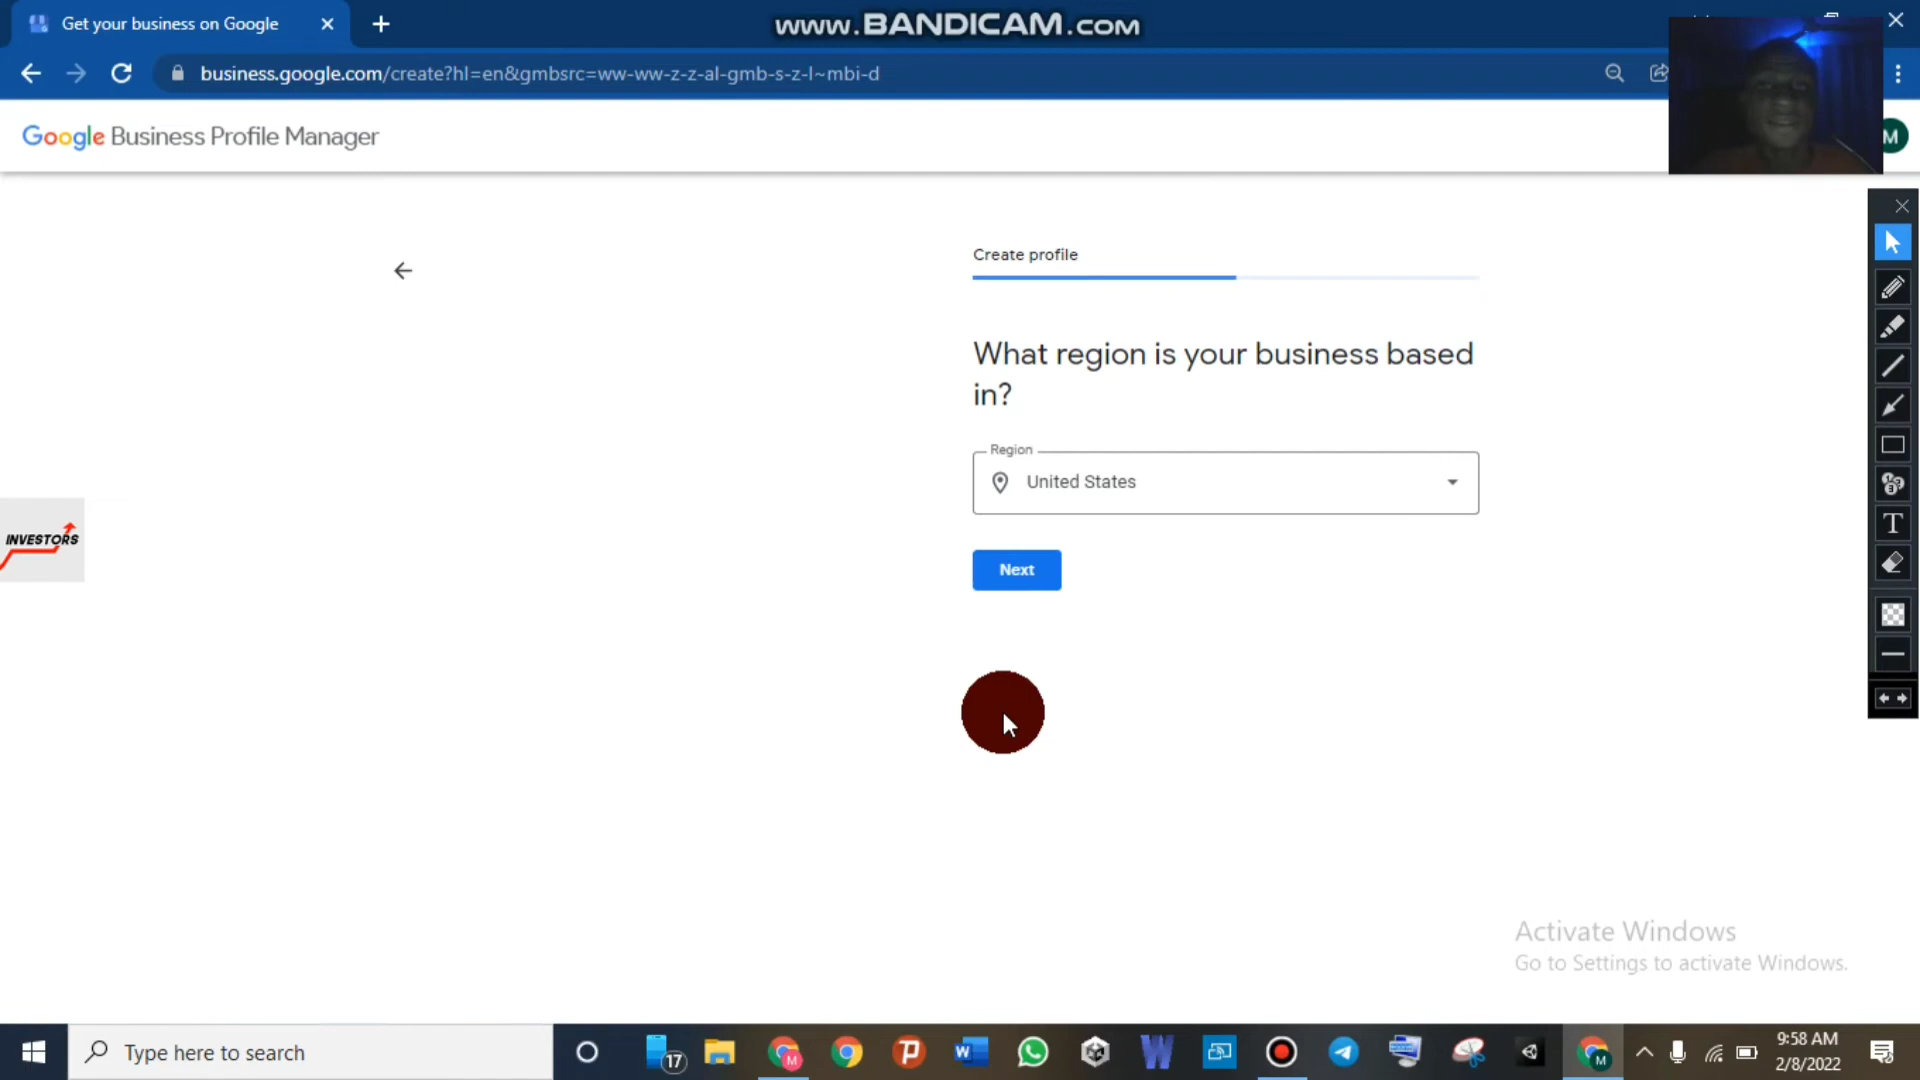 Get your business on Google
www.BANDICAM.com
business.google.com/create?hl=en&gmbsrc=ww-ww-z-z-al-gmb-s-z-l~mbi-d
Google Business Profile Manager
M
Create profile
What region is your business based
in?
Region
United States
Next
INVESTORS
Activate Windows
Go to Settings to activate Windows.
Type here to search
17
9:58 AM
2/8/2022